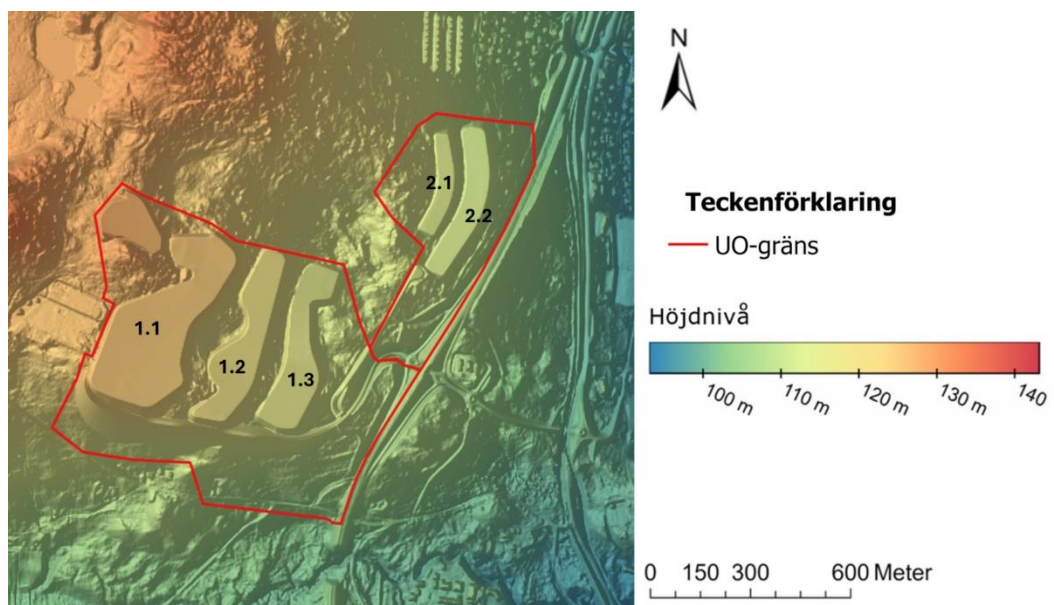 N
2.1
2.2
1.1
1.2
1.3
Teckenförklaring
UO-gräns
Höjdnivå
100 m
110 m
120 m
130 m
140
0 150 300 600 Meter